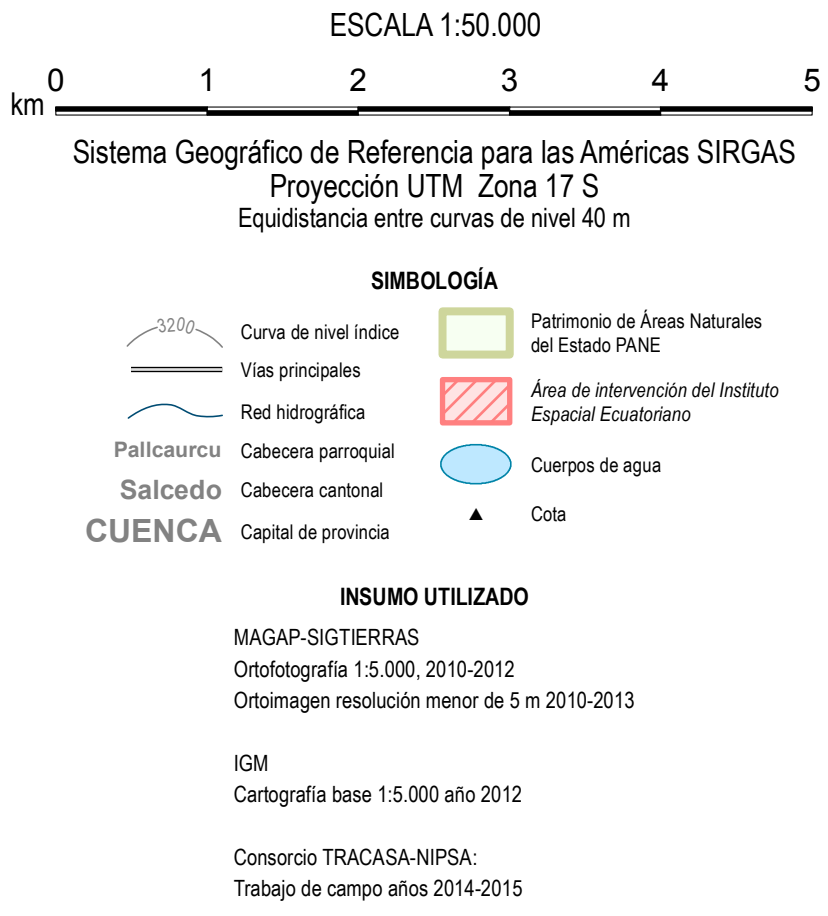 ESCALA 1:50.000
0 1 2 3 4 5
km
Sistema Geográfico de Referencia para las Américas SIRGAS
Proyección UTM Zona 17 S
Equidistancia entre curvas de nivel 40 m
SIMBOLOGÍA
3200 Curva de nivel índice
Vías principales
Red hidrográfica
Pallcaurcu Cabecera parroquial
Salcedo Cabecera cantonal
CUENCA Capital de provincia
Patrimonio de Áreas Naturales
del Estado PANE
Área de intervención del Instituto
Espacial Ecuatoriano
Cuerpos de agua
Cota
INSUMO UTILIZADO
MAGAP-SIGTIERRAS
Ortofotografía 1:5.000, 2010-2012
Ortoimagen resolución menor de 5 m 2010-2013
IGM
Cartografía base 1:5.000 año 2012
Consorcio TRACASA-NIPSA:
Trabajo de campo años 2014-2015